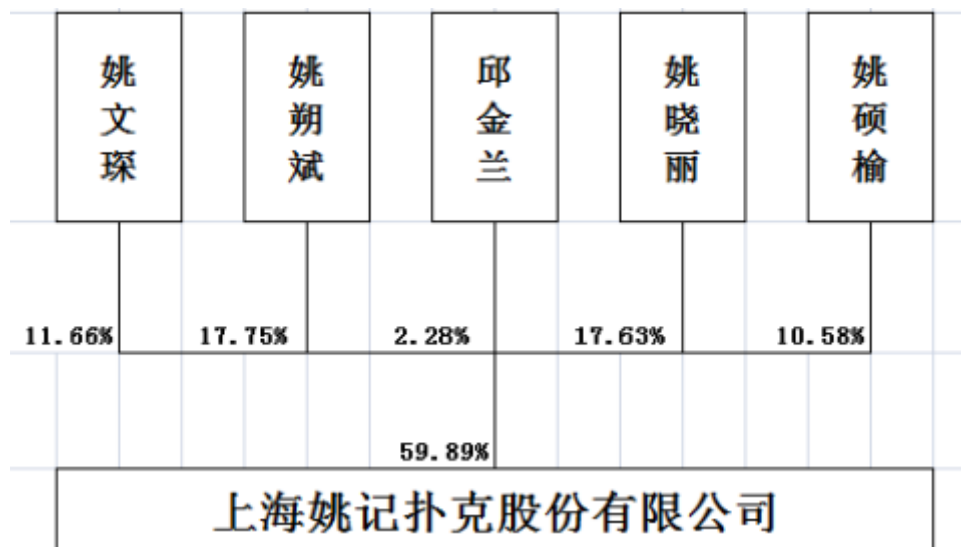 姚文琛
姚朔斌
邱金兰
姚晓丽
姚硕榆
11.66%
17.75%
2.28%
17.63%
10.58%
59.89%
上海姚记扑克股份有限公司